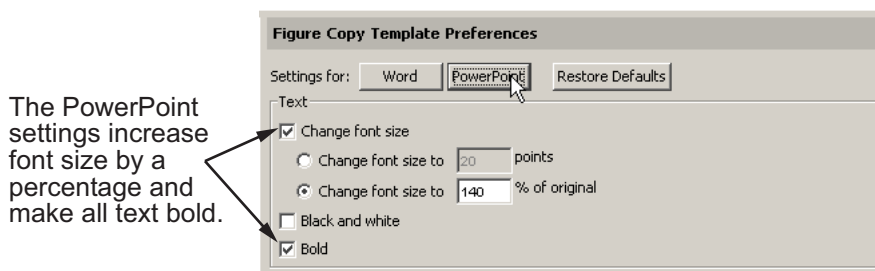 Figure Copy Template Preferences
Settings for: Word PowerPoint Restore Defaults
Text
The PowerPoint
settings increase
font size by a
percentage and
make all text bold.
Change font size
Change font size to 20 points
Change font size to 140 % of original
Black and white
Bold